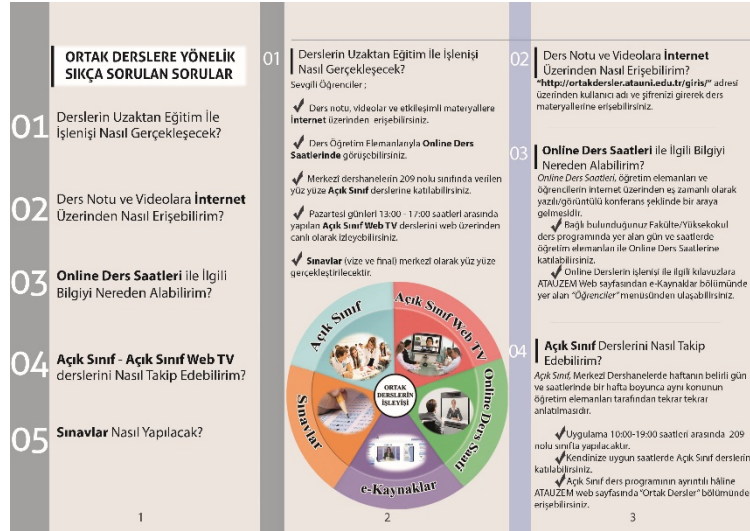 ORTAK DERSLERE YÖNELİK
SIKÇA SORULAN SORULAR
01
Derslerin Uzaktan Eğitim İle
İşlenişi Nasıl Gerçekleşecek?
02
Ders Notu ve Videolara İnternet
Üzerinden Nasıl Erişebilirim?
03
Online Ders Saatleri ile İlgili
Bilgiyi Nereden Alabilirim?
04
Açık Sınıf - Açık Sınıf Web TV
derslerini Nasıl Takip Edebilirim?
05
Sınavlar Nasıl Yapılacak?
1
01
Derslerin Uzaktan Eğitim İle İşlenişi
Nasıl Gerçekleşecek?
Sevgili Öğrenciler ;
✓ Ders notu, videolar ve etkileşimli materyallere
İnternet üzerinden erişebilirsiniz.
✓ Ders Öğretim Elemanlarıyla Online Ders
Saatlerinde görüşebilirsiniz.
✓ Merkezî dershanelerin 209 nolu sınıfında verilen
yüz yüze Açık Sınıf derslerine katılabilirsiniz.
✓ Pazartesi günleri 13:00 - 17:00 saatleri arasında
yapılan Açık Sınıf Web TV derslerini web üzerinden
canlı olarak izleyebilirsiniz.
✓ Sınavlar (vize ve final) merkezî olarak yüz yüze
gerçekleştirilecektir.
Açık Sınıf
Açık Sınıf Web TV
Online Ders Saati
e-Kaynaklar
Sınavlar
ORTAK
DERSLERİN
İŞLEYİŞİ
2
02
Ders Notu ve Videolara İnternet
Üzerinden Nasıl Erişebilirim?
"http://ortakdersler.atauni.edu.tr/giris/" adresi
üzerinden kullanıcı adı ve şifrenizi girerek ders
materyallerine erişebilirsiniz.
03
Online Ders Saatleri ile İlgili Bilgiyi
Nereden Alabilirim?
Online Ders Saatleri, öğretim elemanları ve
öğrencilerin internet üzerinden eş zamanlı olarak
yazılı/görüntülü konferans şeklinde bir araya
gelmesidir.
✓ Bağlı bulunduğunuz Fakülte/Yüksekokul
ders programında yer alan gün ve saatlerde
öğretim elemanları ile Online Ders Saatlerine
katılabilirsiniz.
✓ Online Derslerin işlenişi ile ilgili kılavuzlara
ATAUZEM Web sayfasından e-Kaynaklar bölümünde
yer alan "Öğrenciler" menüsünden ulaşabilirsiniz.
04
Açık Sınıf Derslerini Nasıl Takip
Edebilirim?
Açık Sınıf, Merkezî Dershanelerde haftanın belirli gün
ve saatlerinde bir hafta boyunca aynı konunun
öğretim elemanları tarafından tekrar tekrar
anlatılmasıdır.
✓ Uygulama 10:00-19:00 saatleri arasında 209
nolu sınıfta yapılacaktır.
✓ Kendinize uygun saatlerde Açık Sınıf derslerin
katılabilirsiniz.
✓ Açık Sınıf ders programının ayrıntılı hâline
ATAUZEM web sayfasında "Ortak Dersler" bölümünde
erişebilirsiniz.
3